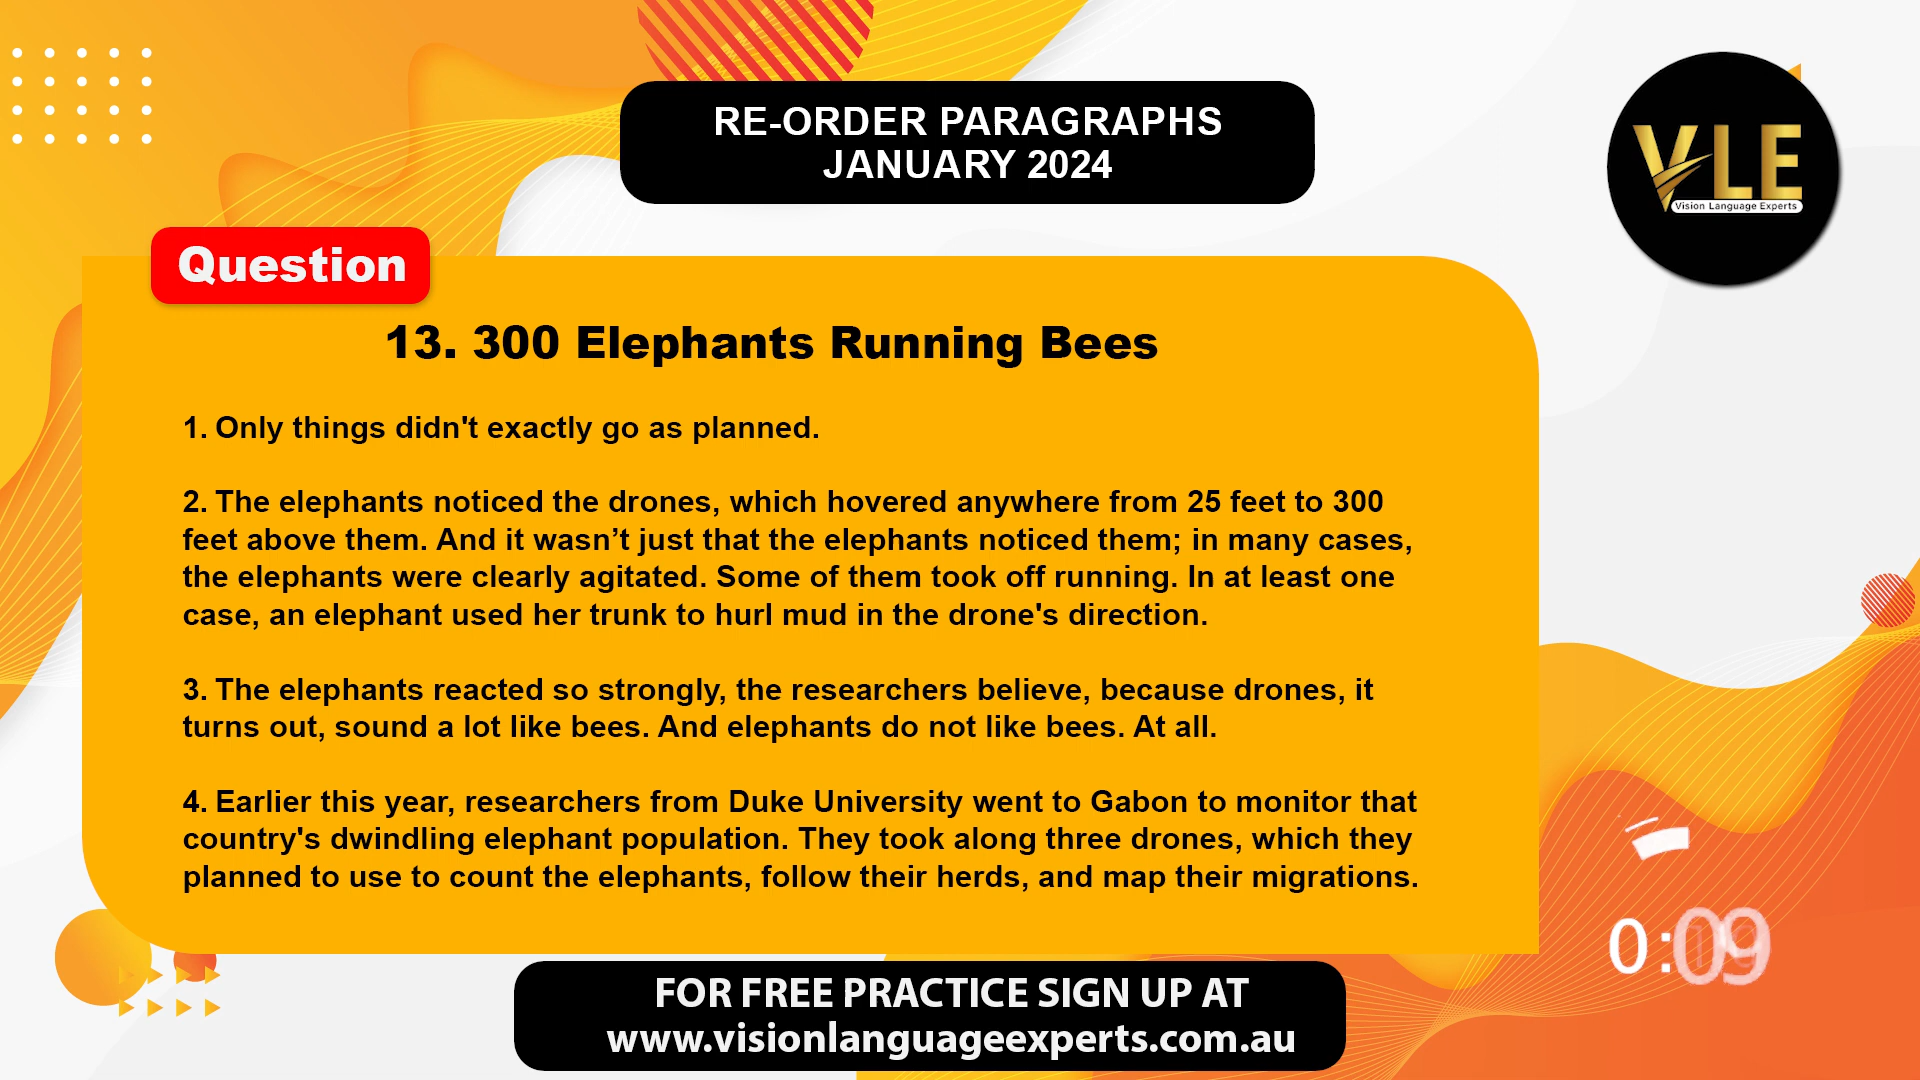 RE-ORDER PARAGRAPHS
JANUARY 2024
VLE
Vision Language Experts
Question
13. 300 Elephants Running Bees
1. Only things didn't exactly go as planned.
2. The elephants noticed the drones, which hovered anywhere from 25 feet to 300
feet above them. And it wasn’t just that the elephants noticed them; in many cases,
the elephants were clearly agitated. Some of them took off running. In at least one
case, an elephant used her trunk to hurl mud in the drone's direction.
3. The elephants reacted so strongly, the researchers believe, because drones, it
turns out, sound a lot like bees. And elephants do not like bees. At all.
4. Earlier this year, researchers from Duke University went to Gabon to monitor that
country's dwindling elephant population. They took along three drones, which they
planned to use to count the elephants, follow their herds, and map their migrations.
0:09
FOR FREE PRACTICE SIGN UP AT
www.visionlanguageexperts.com.au